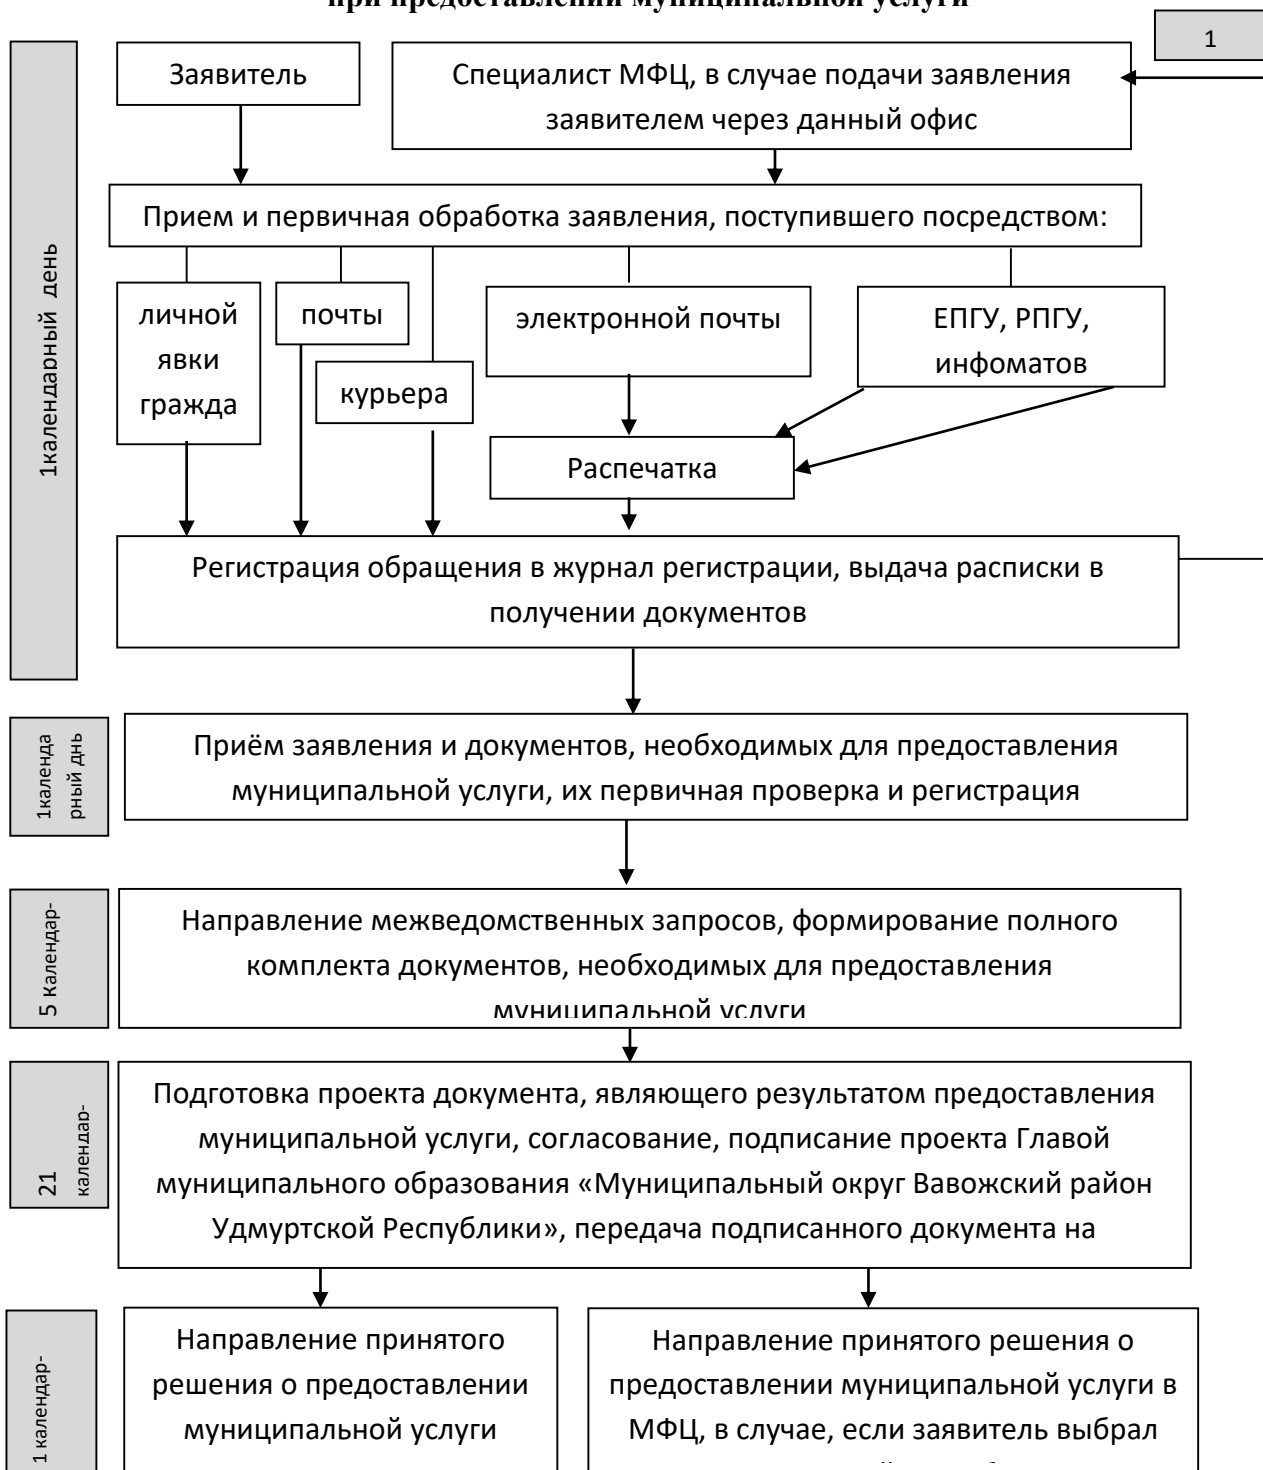 при предоставлении муниципальной услуги
1
Заявитель
Специалист МФЦ, в случае подачи заявления
заявителем через данный офис
1календарный день
Прием и первичная обработка заявления, поступившего посредством:
личной
явки
гражда
почты
курьера
электронной почты
ЕПГУ, РПГУ,
инфоматов
Распечатка
Регистрация обращения в журнал регистрации, выдача расписки в
получении документов
1календа
рный днь
Приём заявления и документов, необходимых для предоставления
муниципальной услуги, их первичная проверка и регистрация
5 календар-
Направление межведомственных запросов, формирование полного
комплекта документов, необходимых для предоставления
муниципальной услуги
21
календар-
Подготовка проекта документа, являющего результатом предоставления
муниципальной услуги, согласование, подписание проекта Главой
муниципального образования «Муниципальный округ Вавожский район
Удмуртской Республики», передача подписанного документа на
1 календар-
Направление принятого
решения о предоставлении
муниципальной услуги
Направление принятого решения о
предоставлении муниципальной услуги в
МФЦ, в случае, если заявитель выбрал